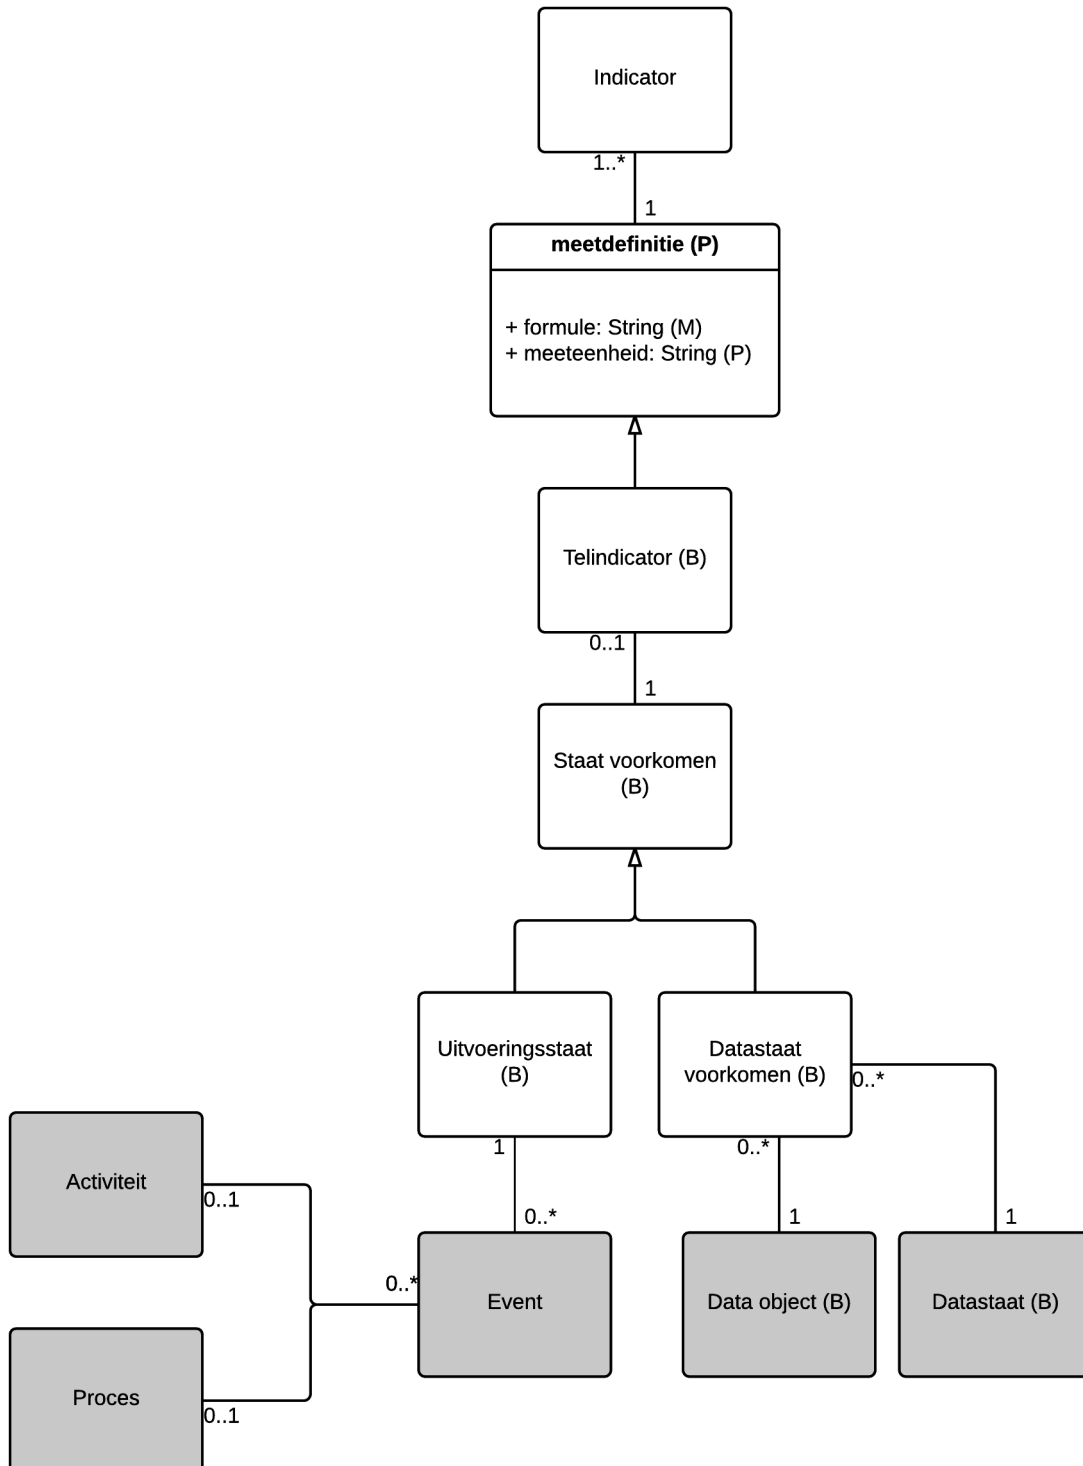 Indicator
1..*
1
meetdefinitie (P)
+ formule: String (M)
+ meeteenheid: String (P)
Telindicator (B)
0..1
1
Staat voorkomen
(B)
Uitvoeringsstaat
(B)
Datastaat
voorkomen (B)
0..*
1
0..*
Activiteit
0..1
0..*
1
1
0..*
Event
Data object (B)
Datastaat (B)
Proces
0..1